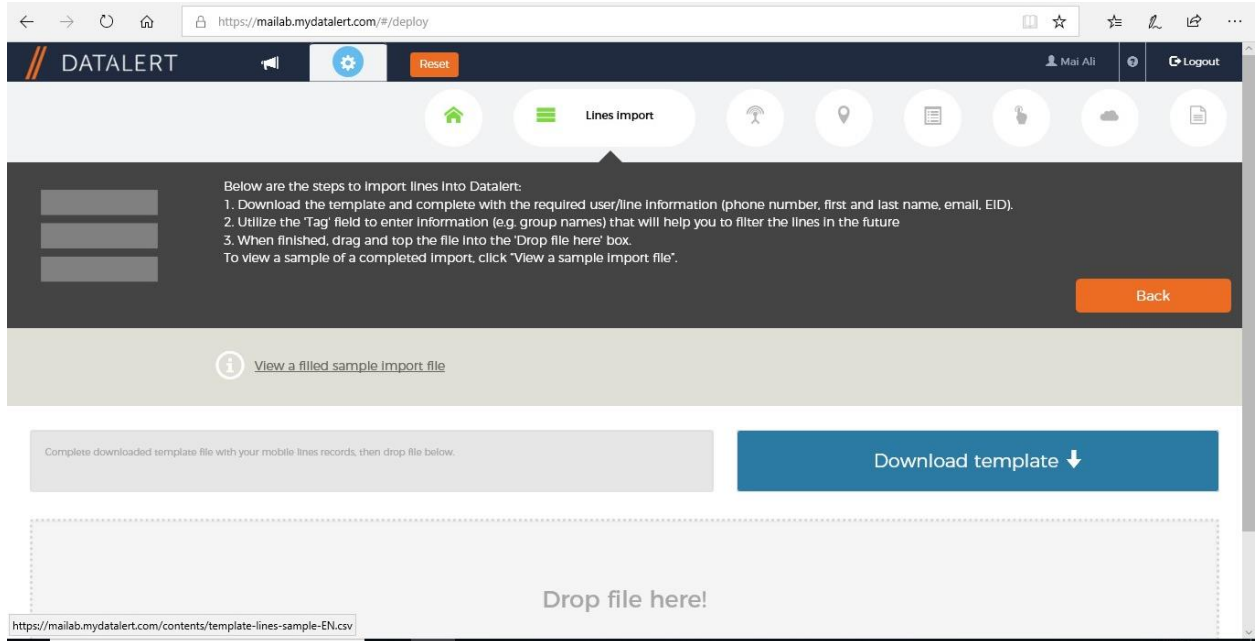 https://mailab.mydatalert.com/#/deploy
DATALERT
Reset
Mai Ali
Logout
Lines import
Below are the steps to import lines into Datalert:
1. Download the template and complete with the required user/line information (phone number, first and last name, email, EID).
2. Utilize the 'Tag' field to enter information (e.g. group names) that will help you to filter the lines in the future
3. When finished, drag and top the file into the 'Drop file here' box.
To view a sample of a completed import, click "View a sample import file".
Back
View a filled sample import file
Complete downloaded template file with your mobile lines records, then drop file below.
Download template
Drop file here!
https://mailab.mydatalert.com/contents/template-lines-sample-EN.csv